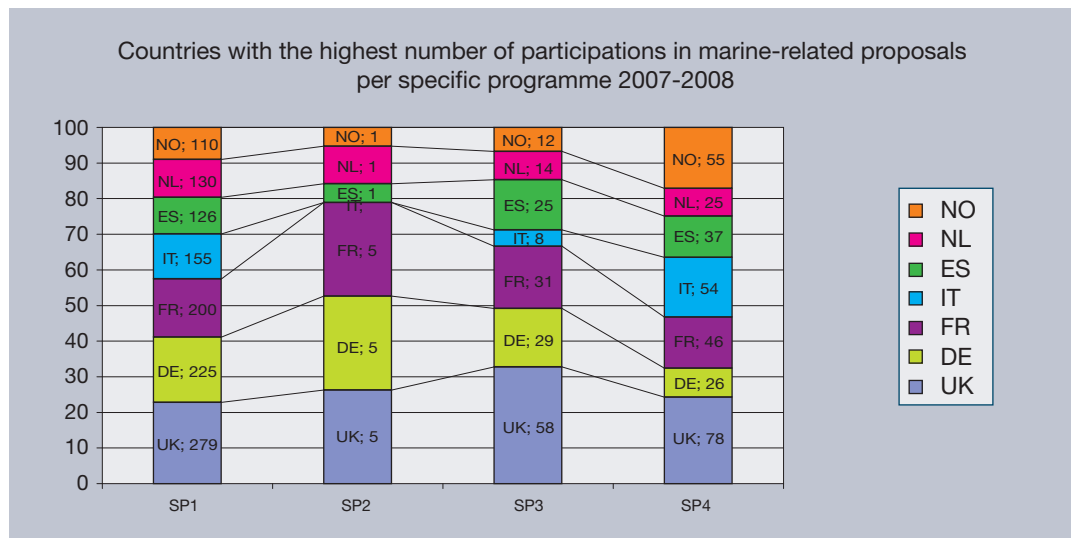 Countries with the highest number of participations in marine-related proposals
per specific programme 2007-2008
100
90
80
70
60
50
40
30
20
10
0
NO; 110
NL; 130
ES; 126
IT; 155
FR; 200
DE; 225
UK; 279
NO; 1
NL; 1
ES; 1
IT;
FR; 5
DE; 5
UK; 5
NO; 12
NL; 14
ES; 25
IT; 8
FR; 31
DE; 29
UK; 58
NO; 55
NL; 25
ES; 37
IT; 54
FR; 46
DE; 26
UK; 78
SP1 SP2 SP3 SP4
NO
NL
ES
IT
FR
DE
UK